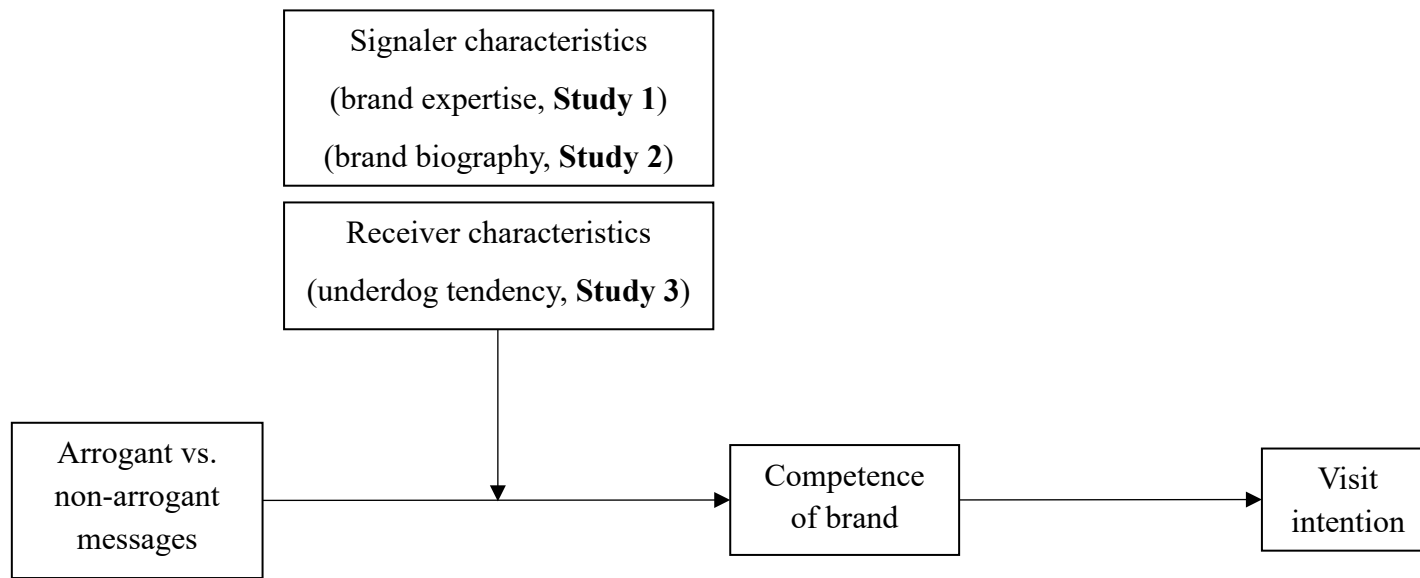 Signaler characteristics
(brand expertise, Study 1)
(brand biography, Study 2)
Receiver characteristics
(underdog tendency, Study 3)
Arrogant vs.
non-arrogant
messages
Competence
of brand
Visit
intention